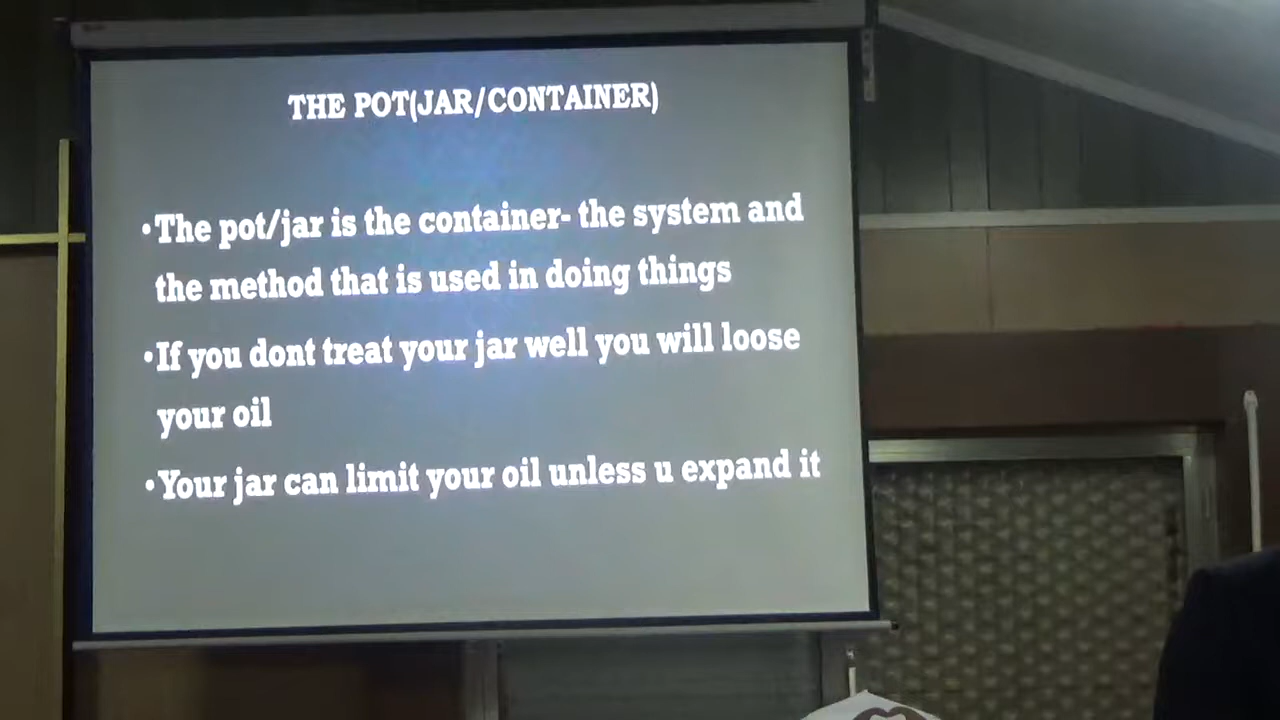 THE POT(JAR/CONTAINER)
•The pot/jar is the container- the system and
the method that is used in doing things
•If you dont treat your jar well you will loose
your oil
•Your jar can limit your oil unless u expand it